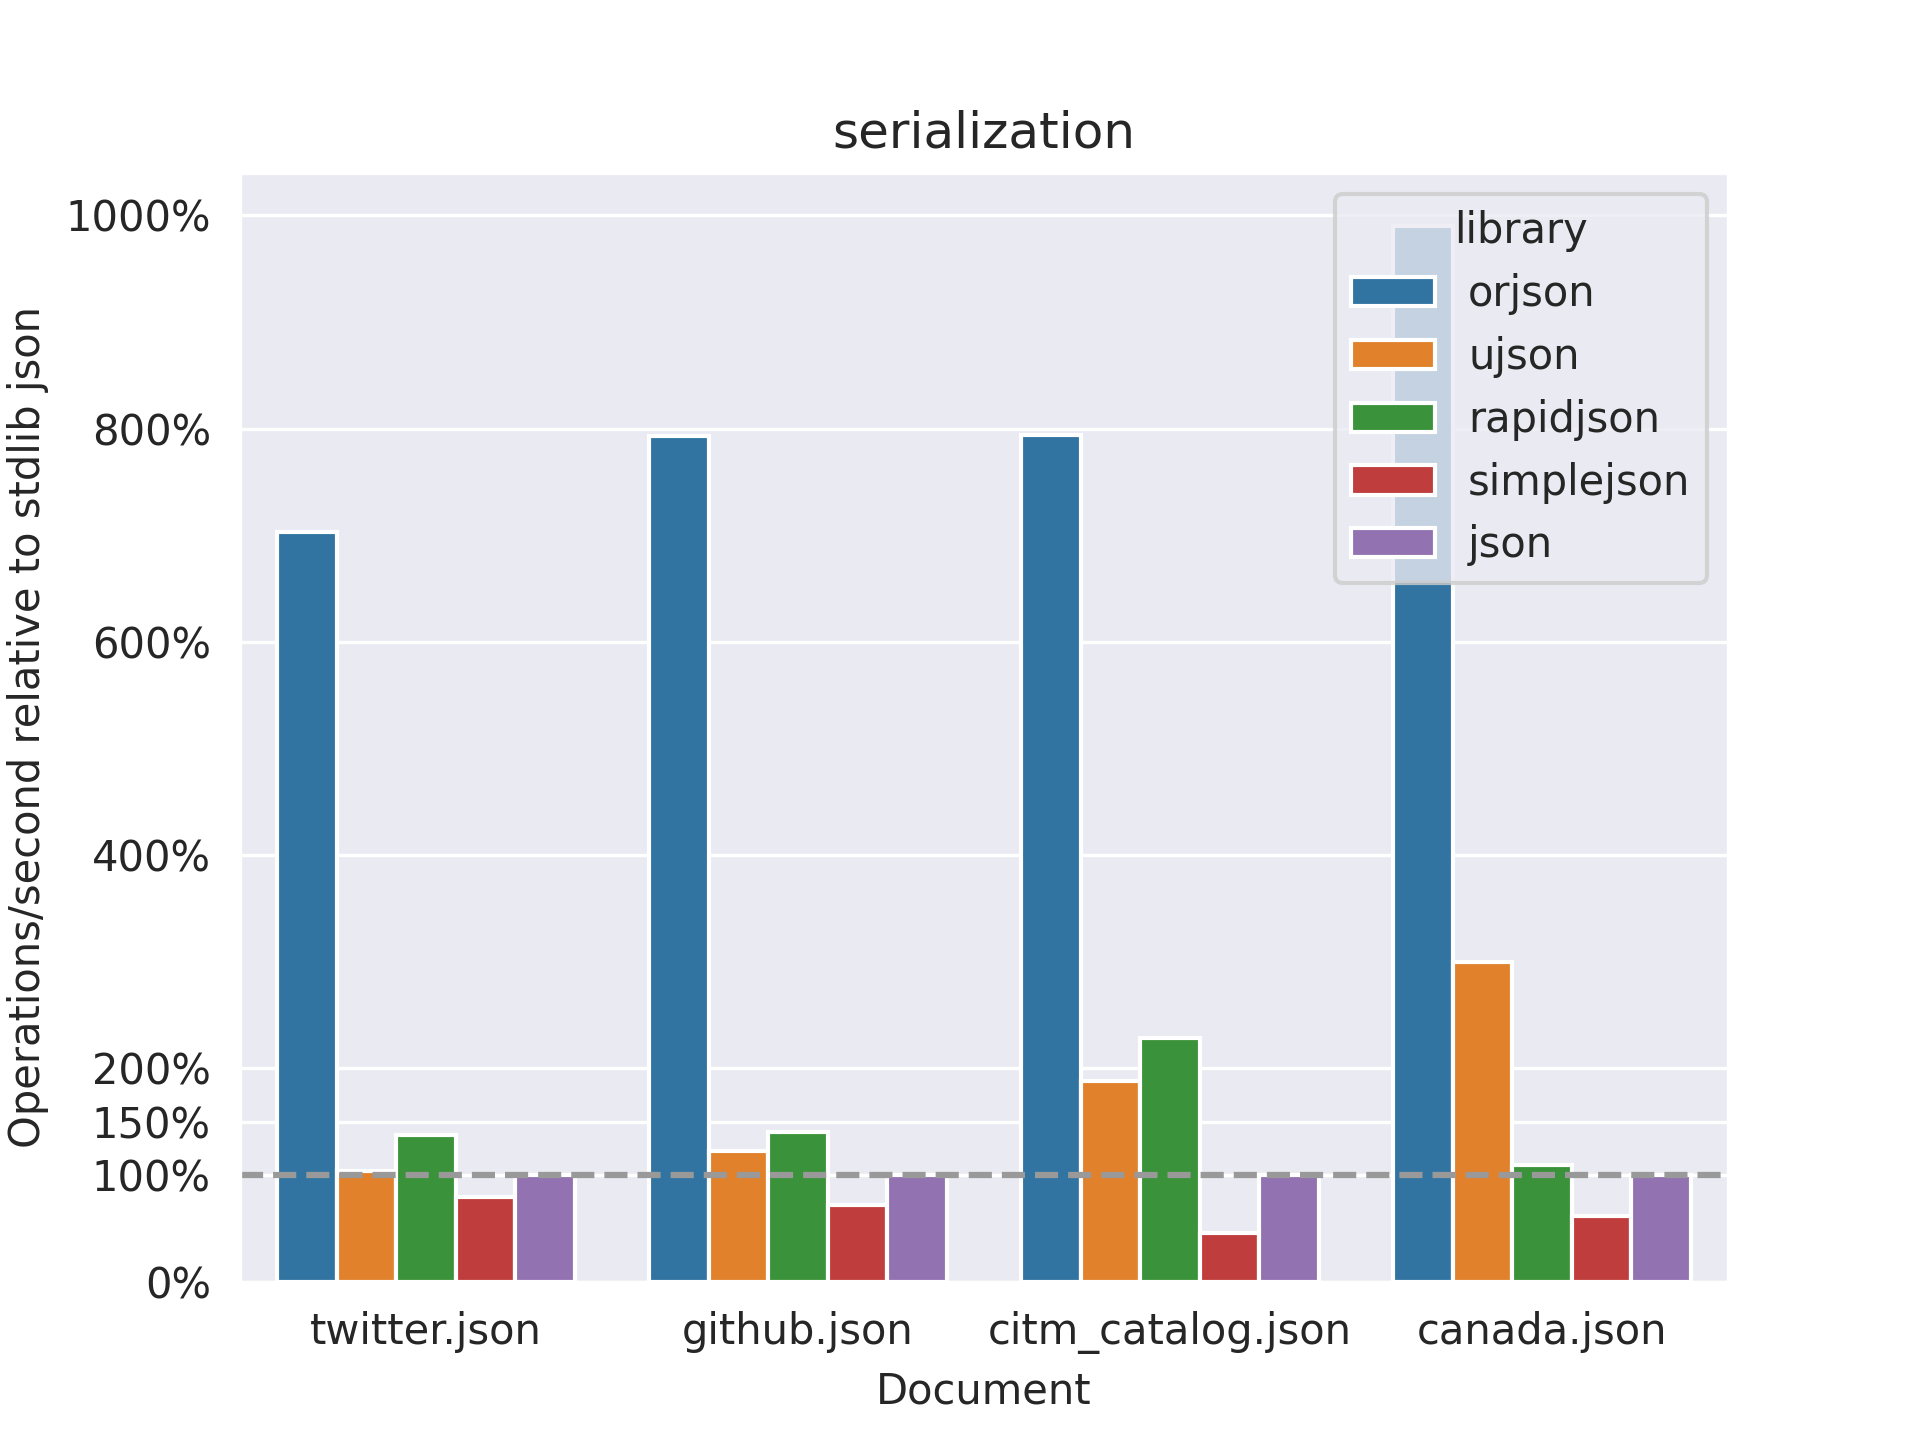 serialization
Operations/second relative to stdlib json
1000%
800%
600%
400%
200%
150%
100%
0%
library
orjson
ujson
rapidjson
simplejson
json
twitter.json
github.json
citm_catalog.json
canada.json
Document